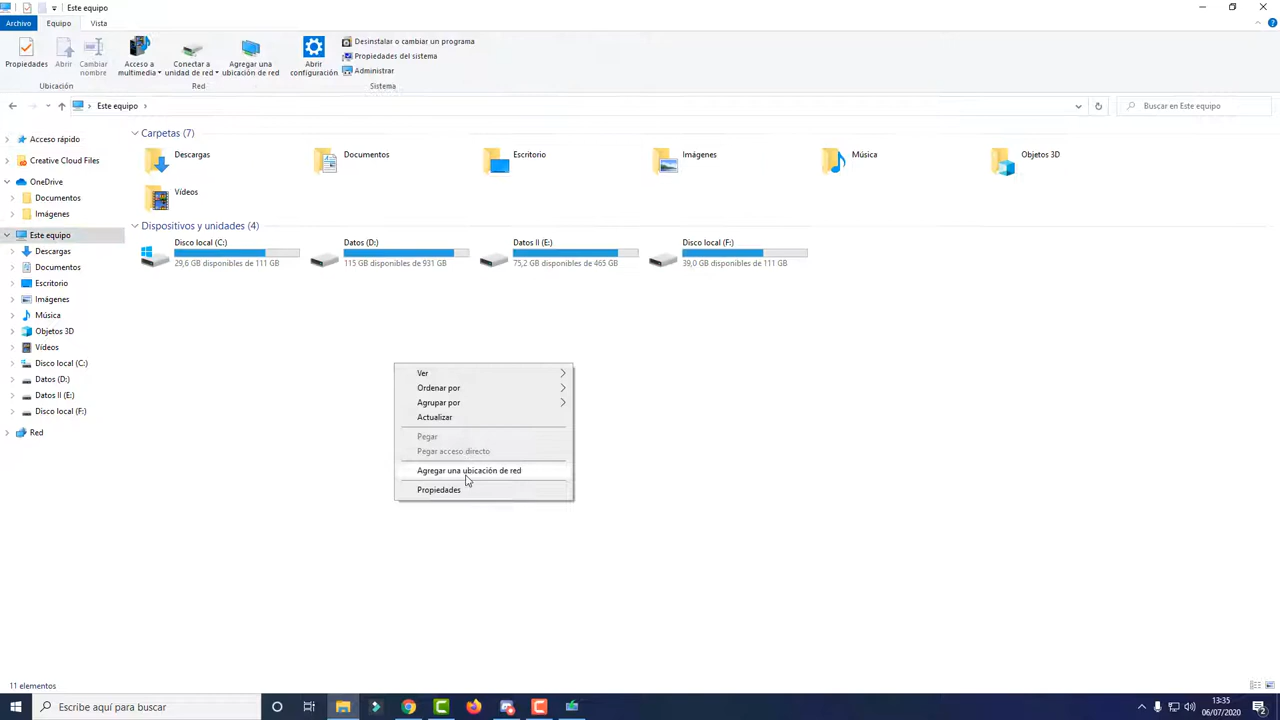 Este equipo
Archivo Equipo Vista
Propiedades Abrir Cambiar nombre
Acceso a multimedia Conectar a unidad de red Agregar una ubicación de red
Abrir configuración
Desinstalar o cambiar un programa
Propiedades del sistema
Administrar
Ubicación Red Sistema
Este equipo
Buscar en Este equipo
Acceso rápido
Creative Cloud Files
OneDrive
Documentos
Imágenes
Este equipo
Descargas
Documentos
Escritorio
Imágenes
Música
Objetos 3D
Vídeos
Disco local (C:)
Datos (D:)
Datos II (E:)
Disco local (F:)
Red
Carpetas (7)
Descargas Documentos Escritorio Imágenes Música Objetos 3D
Vídeos
Dispositivos y unidades (4)
Disco local (C:) Datos (D:) Datos II (E:) Disco local (F:)
29,6 GB disponibles de 111 GB 115 GB disponibles de 931 GB 75,2 GB disponibles de 465 GB 39,0 GB disponibles de 111 GB
Ver
Ordenar por
Agrupar por
Actualizar
Pegar
Pegar acceso directo
Agregar una ubicación de red
Propiedades
11 elementos
Escribe aquí para buscar
13:35
06/07/2020
2